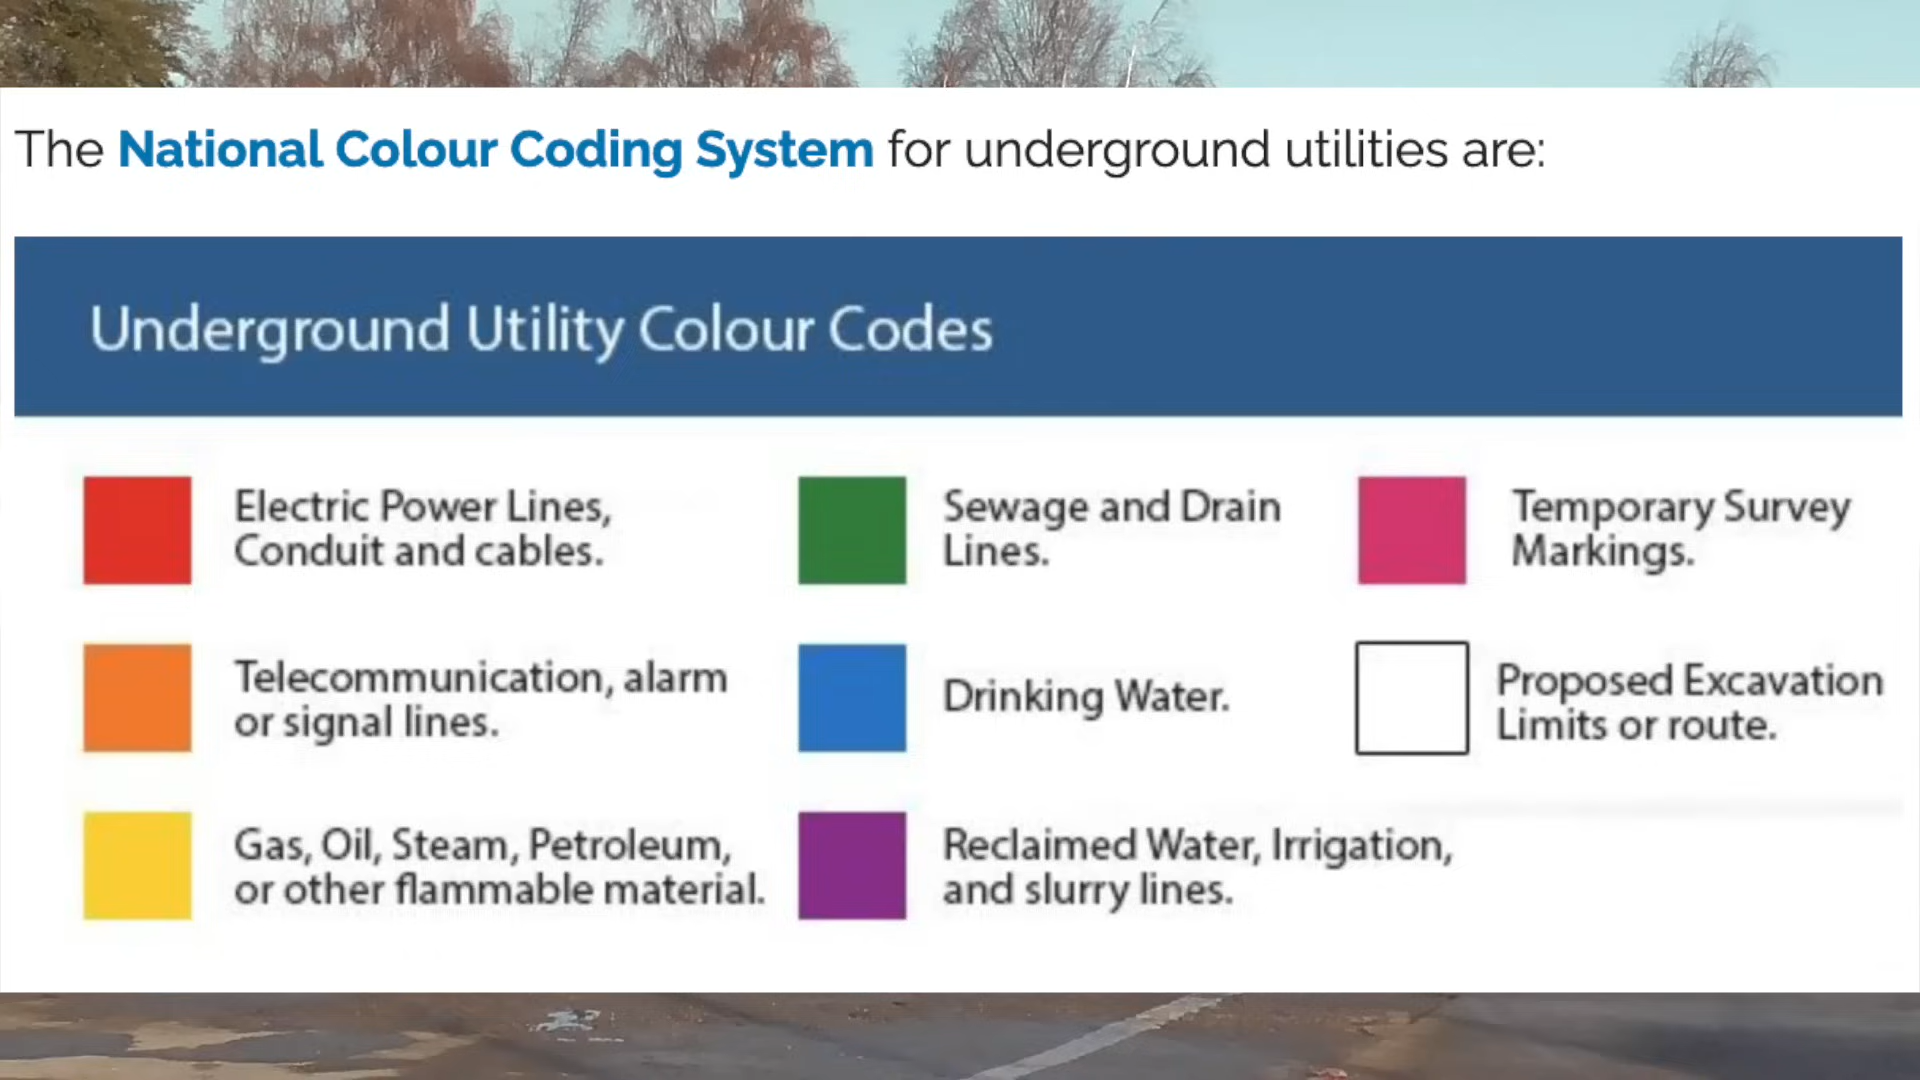 The National Colour Coding System for underground utilities are:
Underground Utility Colour Codes
Electric Power Lines,
Conduit and cables.
Sewage and Drain
Lines.
Temporary Survey
Markings.
Telecommunication, alarm
or signal lines.
Drinking Water.
Proposed Excavation
Limits or route.
Gas, Oil, Steam, Petroleum,
or other flammable material.
Reclaimed Water, Irrigation,
and slurry lines.